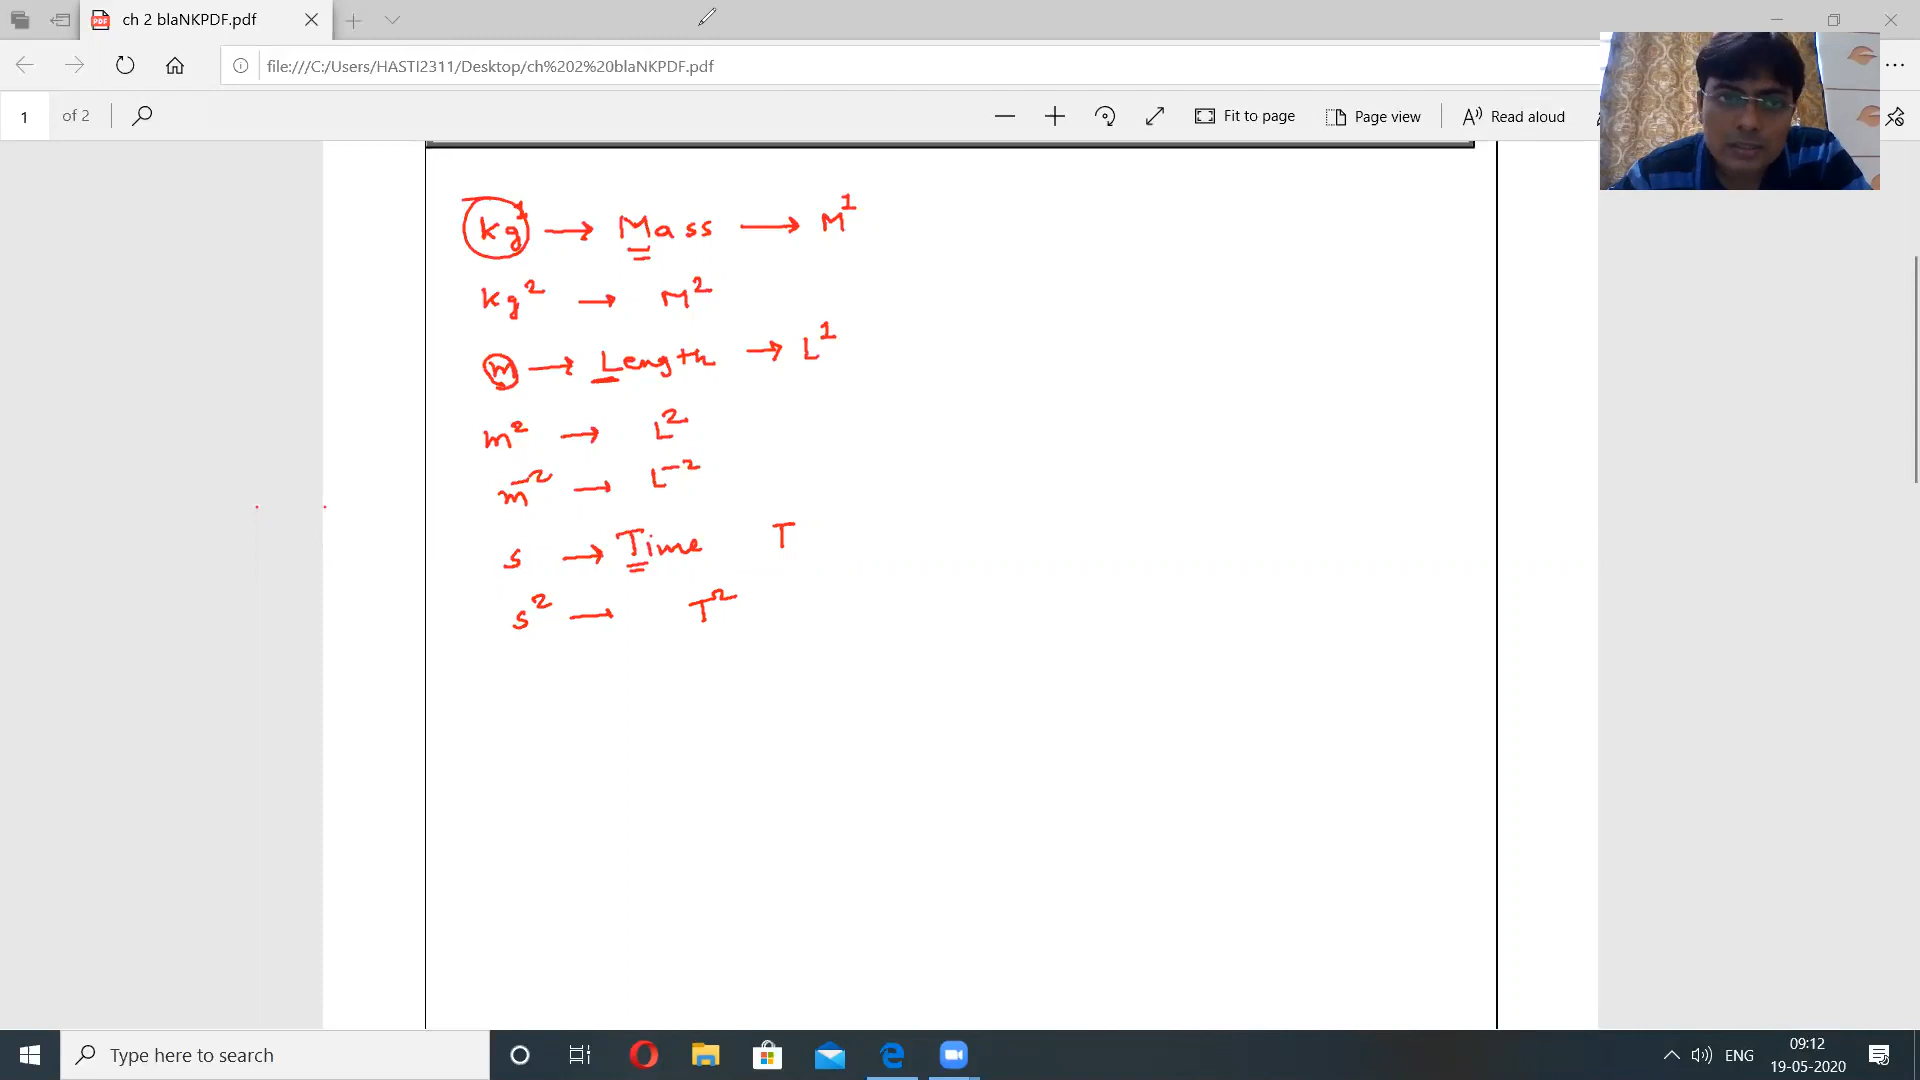 ch 2 blaNKPDF.pdf
file:///C:/Users/HASTI2311/Desktop/ch%202%20blaNKPDF.pdf
1 of 2 Fit to page Page view Read aloud
kg¹ → Mass → M¹
kg² → M²
m → Length → L¹
m² → L²
m⁻² → L⁻²
s → Time T
s² → T²
Type here to search
ENG
09:12
19-05-2020